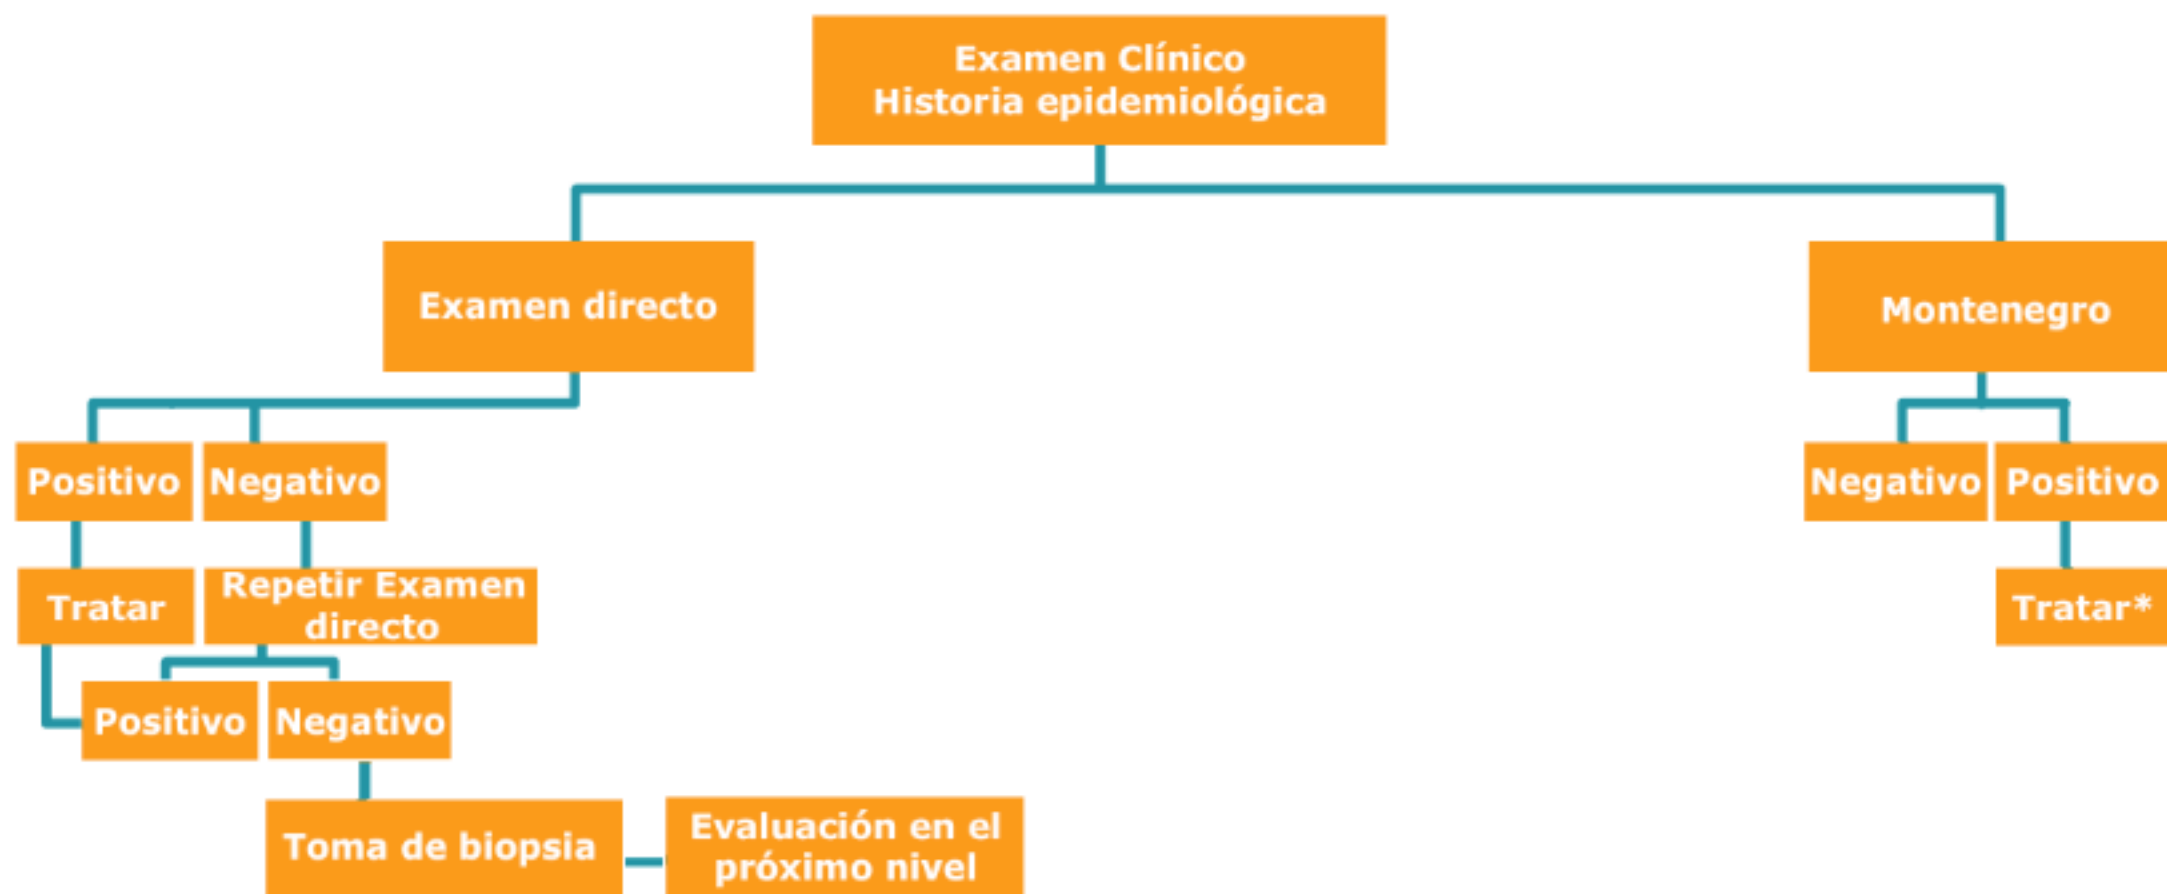 Examen Clínico
Historia epidemiológica
Examen directo
Montenegro
Positivo
Negativo
Negativo
Positivo
Tratar
Repetir Examen
directo
Tratar*
Positivo
Negativo
Toma de biopsia
Evaluación en el
próximo nivel